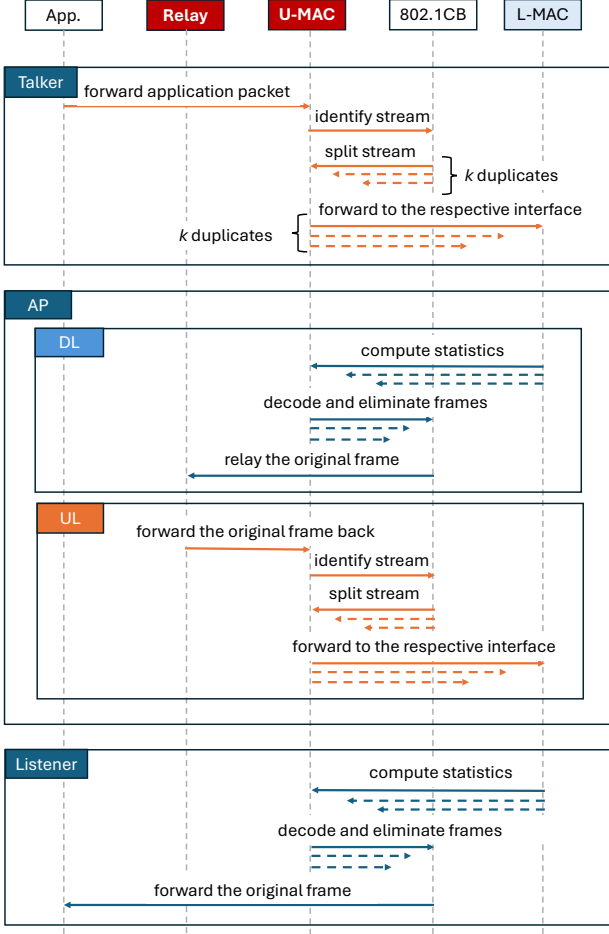 App.
Relay
U-MAC
802.1CB
L-MAC
Talker
forward application packet
identify stream
split stream
k duplicates
forward to the respective interface
k duplicates
AP
DL
compute statistics
decode and eliminate frames
relay the original frame
UL
forward the original frame back
identify stream
split stream
forward to the respective interface
Listener
compute statistics
decode and eliminate frames
forward the original frame